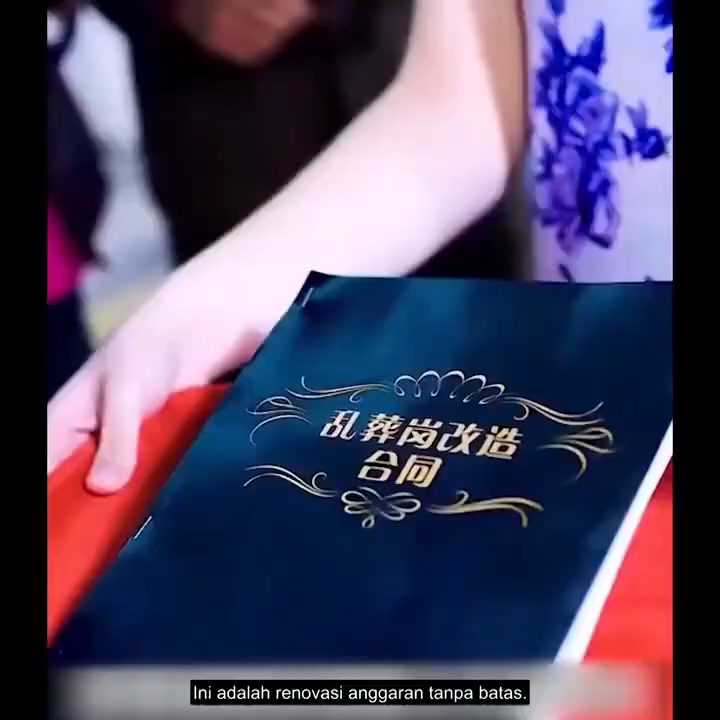 乱葬岗改造
合同
Ini adalah renovasi anggaran tanpa batas.